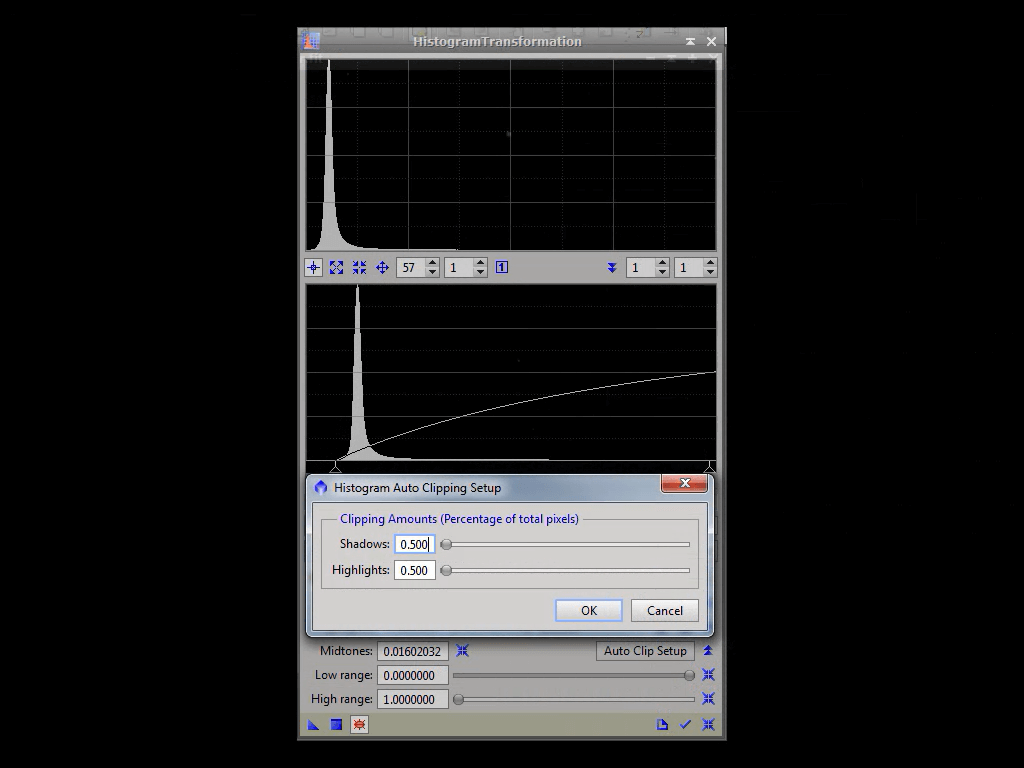 HistogramTransformation
57 1 1 1 1
Histogram Auto Clipping Setup
Clipping Amounts (Percentage of total pixels)
Shadows: 0.500
Highlights: 0.500
OK Cancel
Midtones: 0.01602032 Auto Clip Setup
Low range: 0.0000000
High range: 1.0000000